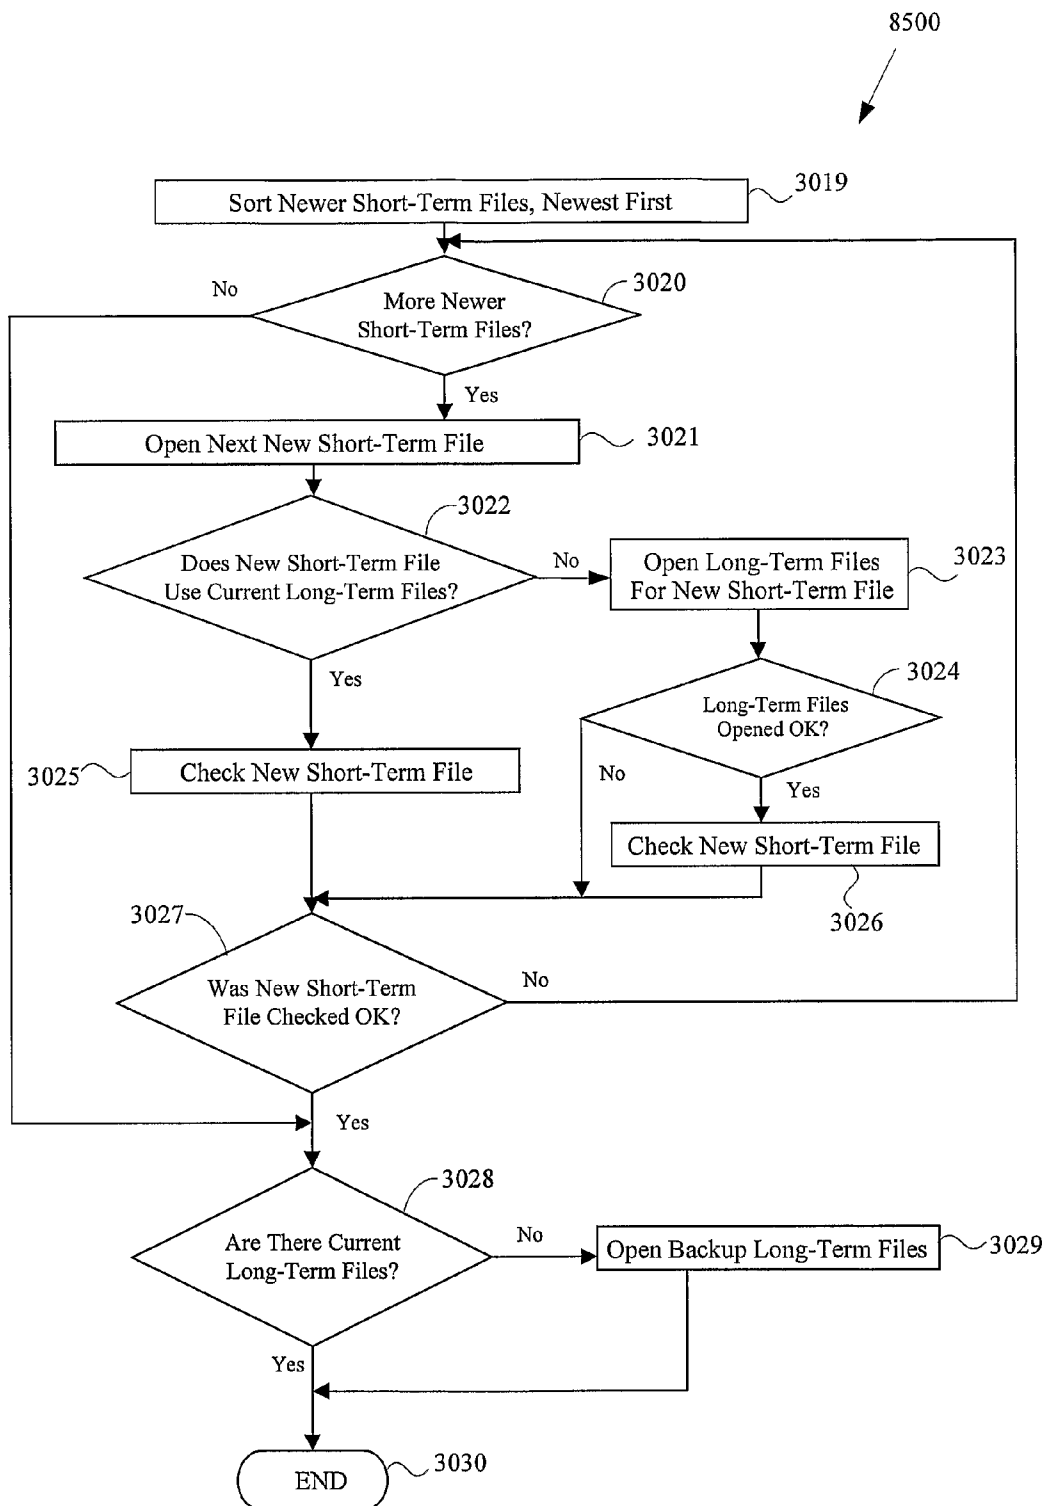 8500
Sort Newer Short-Term Files, Newest First
3019
No
More Newer
Short-Term Files?
3020
Yes
Open Next New Short-Term File
3021
3022
Does New Short-Term File
Use Current Long-Term Files?
No
Open Long-Term Files
For New Short-Term File
3023
Yes
3024
Long-Term Files
Opened OK?
3025
Check New Short-Term File
No
Yes
Check New Short-Term File
3026
3027
Was New Short-Term
File Checked OK?
No
Yes
3028
Are There Current
Long-Term Files?
No
Open Backup Long-Term Files
3029
Yes
END
3030